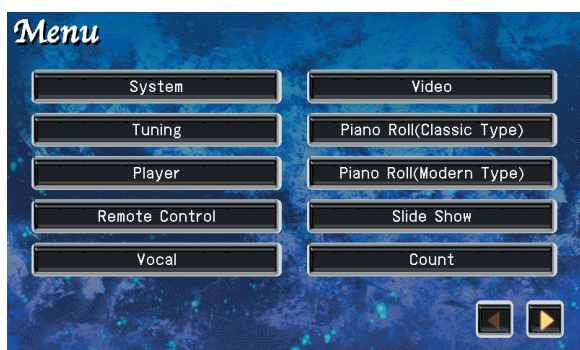 Menu
System
Tuning
Player
Remote Control
Vocal
Video
Piano Roll(Classic Type)
Piano Roll(Modern Type)
Slide Show
Count